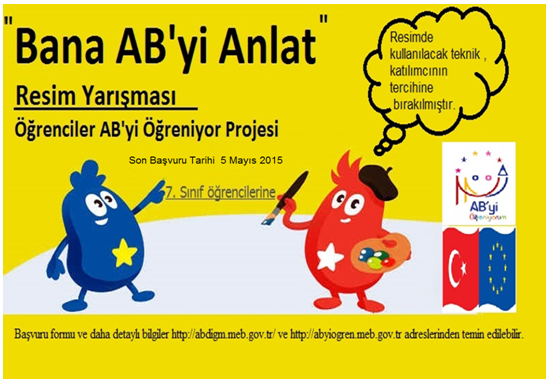 "Bana AB'yi Anlat"
Resim Yarışması
Öğrenciler AB'yi Öğreniyor Projesi
Son Başvuru Tarihi 5 Mayıs 2015
7. Sınıf öğrencilerine
Resimde
kullanılacak teknik ,
katılımcının
tercihine
bırakılmıştır.
AB'yi
Öğreniyorum
Başvuru formu ve daha detaylı bilgiler http://abdigm.meb.gov.tr/ ve http://abyiogren.meb.gov.tr adreslerinden temin edilebilir.